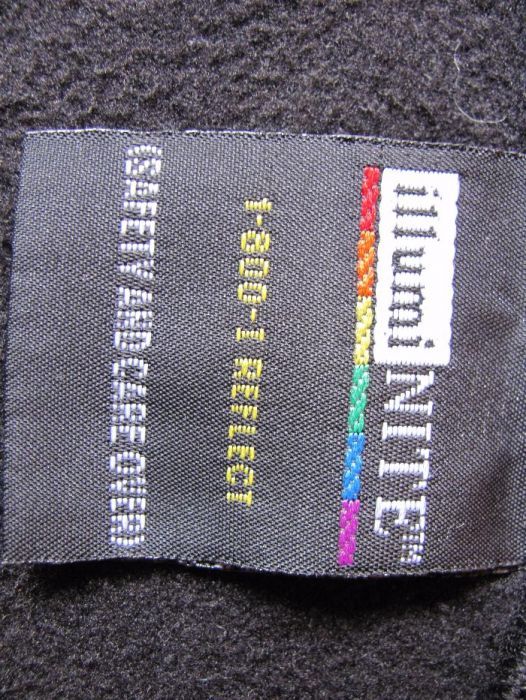 illumiNITE™
1-800-I REFLECT
(SAFETY AND CARE OVER)